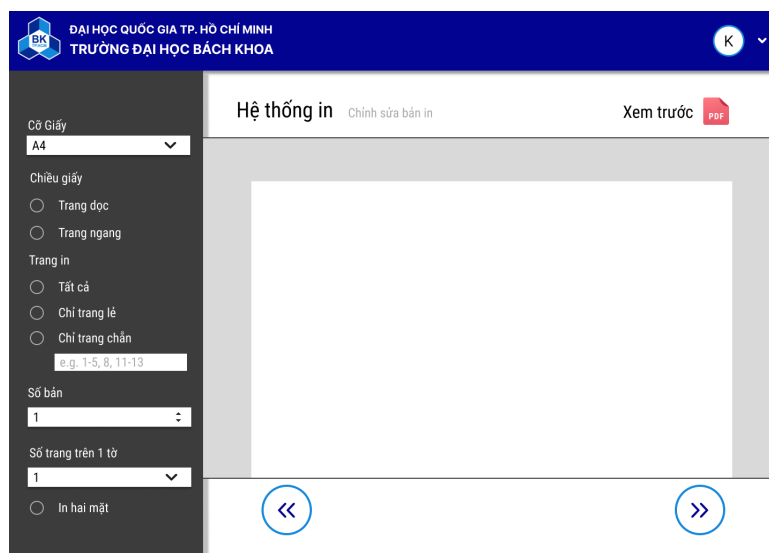 BK
TP.HCM
ĐẠI HỌC QUỐC GIA TP. HỒ CHÍ MINH
TRƯỜNG ĐẠI HỌC BÁCH KHOA
K
Hệ thống in Chỉnh sửa bản in
Xem trước PDF
Cỡ Giấy
A4
Chiều giấy
Trang dọc
Trang ngang
Trang in
Tất cả
Chỉ trang lẻ
Chỉ trang chẵn
e.g. 1-5, 8, 11-13
Số bản
1
Số trang trên 1 tờ
1
In hai mặt